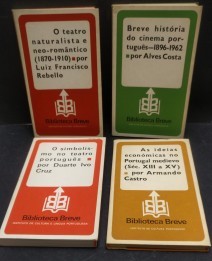 O teatro
naturalista e
neo-romântico
(1870-1910) • por
Luiz Francisco
Rebello
Biblioteca Breve
Breve história
do cinema por-
tuguês—1896-1962
• por Alves Costa
Biblioteca Breve
O simbolis-
mo no teatro
português •
por Duarte Ivo
Cruz
Biblioteca Breve
As ideias
económicas no
Portugal medievo
(Séc. XIII a XV)
• por Armando
Castro
Biblioteca Breve